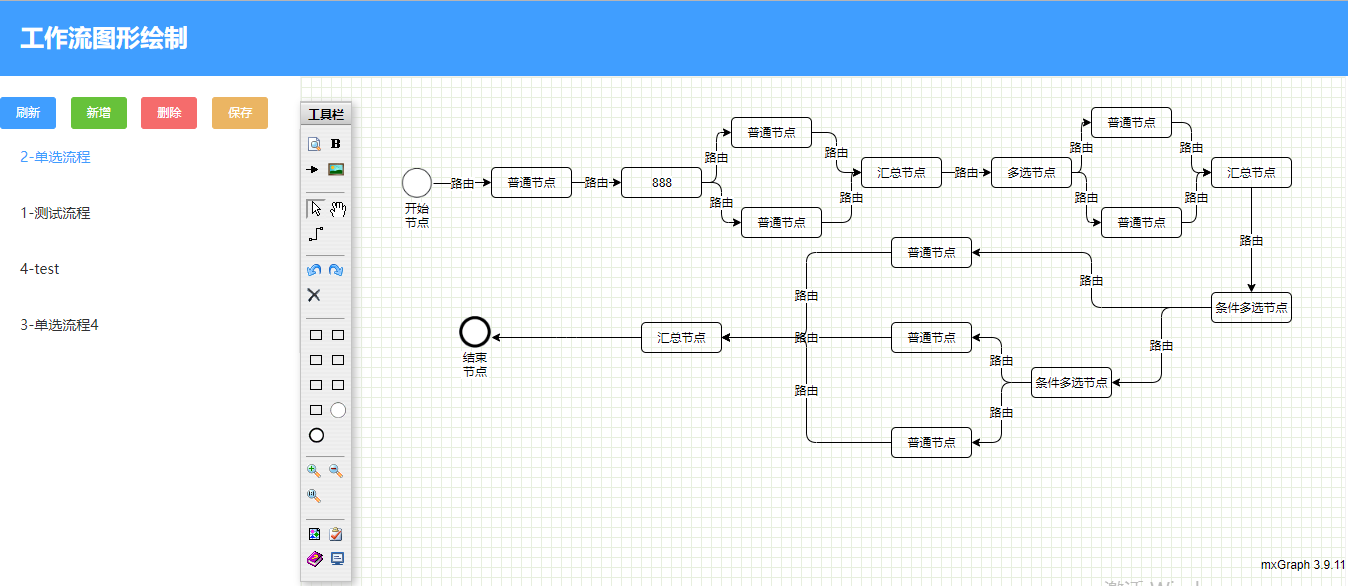 工作流图形绘制
刷新 新增 删除 保存
2-单选流程
1-测试流程
4-test
3-单选流程4
工具栏
B
开始
节点
路由
普通节点
路由
888
路由
普通节点
路由
路由
普通节点
路由
汇总节点
路由
多选节点
路由
普通节点
路由
路由
普通节点
路由
汇总节点
路由
条件多选节点
路由
普通节点
路由
路由
条件多选节点
路由
普通节点
路由
路由
普通节点
路由
汇总节点
结束
节点
mxGraph 3.9.11